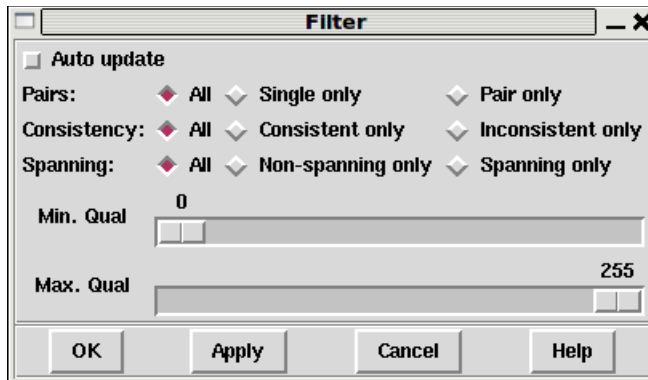 Filter
Auto update
Pairs: All Single only Pair only
Consistency: All Consistent only Inconsistent only
Spanning: All Non-spanning only Spanning only
0
Min. Qual
255
Max. Qual
OK Apply Cancel Help